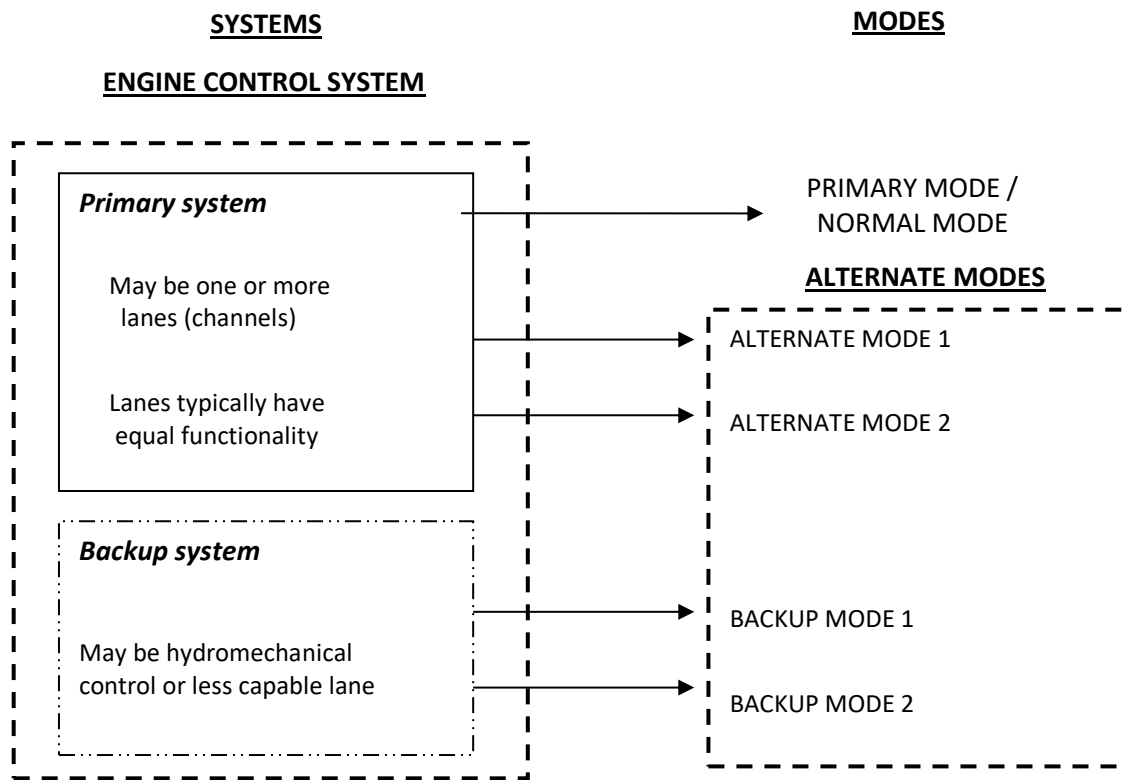 SYSTEMS
MODES
ENGINE CONTROL SYSTEM
Primary system
May be one or more
lanes (channels)
Lanes typically have
equal functionality
Backup system
May be hydromechanical
control or less capable lane
PRIMARY MODE /
NORMAL MODE
ALTERNATE MODES
ALTERNATE MODE 1
ALTERNATE MODE 2
BACKUP MODE 1
BACKUP MODE 2